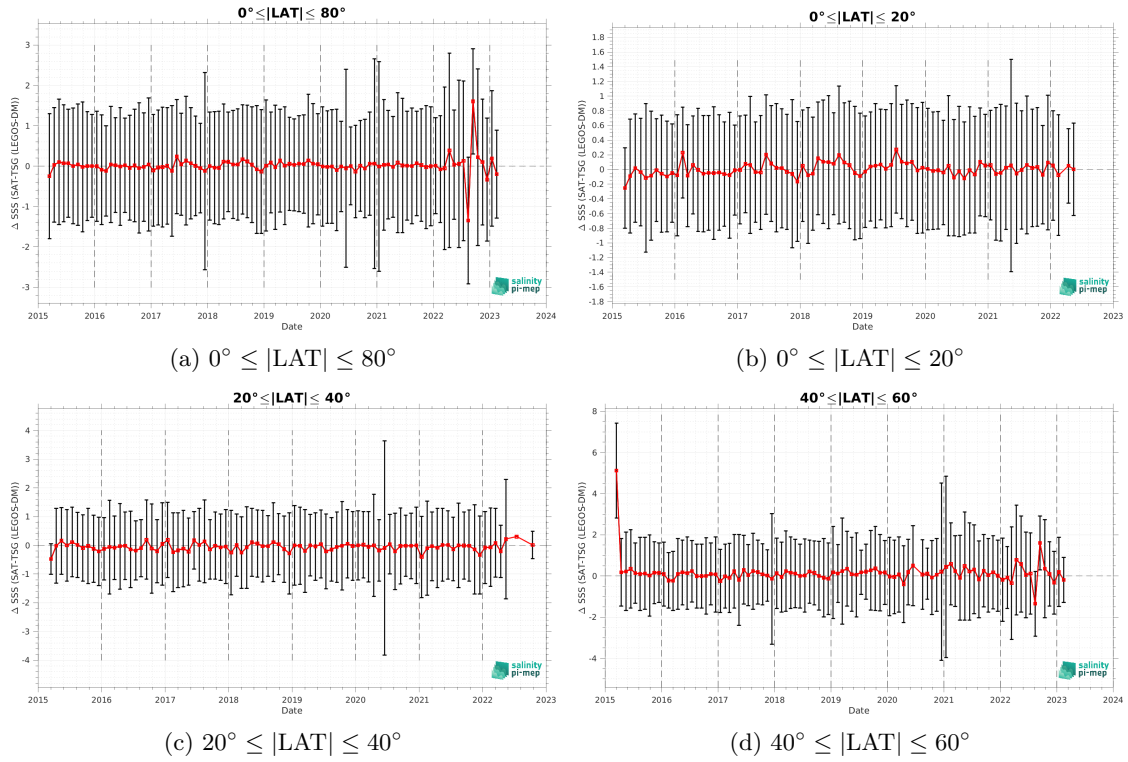 0°≤|LAT|≤ 80°
Δ SSS (SAT-TSG (LEGOS-DM))
3
2
1
0
-1
-2
-3
2015 2016 2017 2018 2019 2020 2021 2022 2023 2024
Date
salinity
pi-mep
(a) 0° ≤ |LAT| ≤ 80°
0°≤|LAT|≤ 20°
Δ SSS (SAT-TSG (LEGOS-DM))
1.8
1.6
1.4
1.2
1
0.8
0.6
0.4
0.2
0
-0.2
-0.4
-0.6
-0.8
-1
-1.2
-1.4
-1.6
-1.8
2015 2016 2017 2018 2019 2020 2021 2022 2023
Date
salinity
pi-mep
(b) 0° ≤ |LAT| ≤ 20°
20°≤|LAT|≤ 40°
Δ SSS (SAT-TSG (LEGOS-DM))
4
3
2
1
0
-1
-2
-3
-4
2015 2016 2017 2018 2019 2020 2021 2022 2023
Date
salinity
pi-mep
(c) 20° ≤ |LAT| ≤ 40°
40°≤|LAT|≤ 60°
Δ SSS (SAT-TSG (LEGOS-DM))
8
6
4
2
0
-2
-4
2015 2016 2017 2018 2019 2020 2021 2022 2023 2024
Date
salinity
pi-mep
(d) 40° ≤ |LAT| ≤ 60°